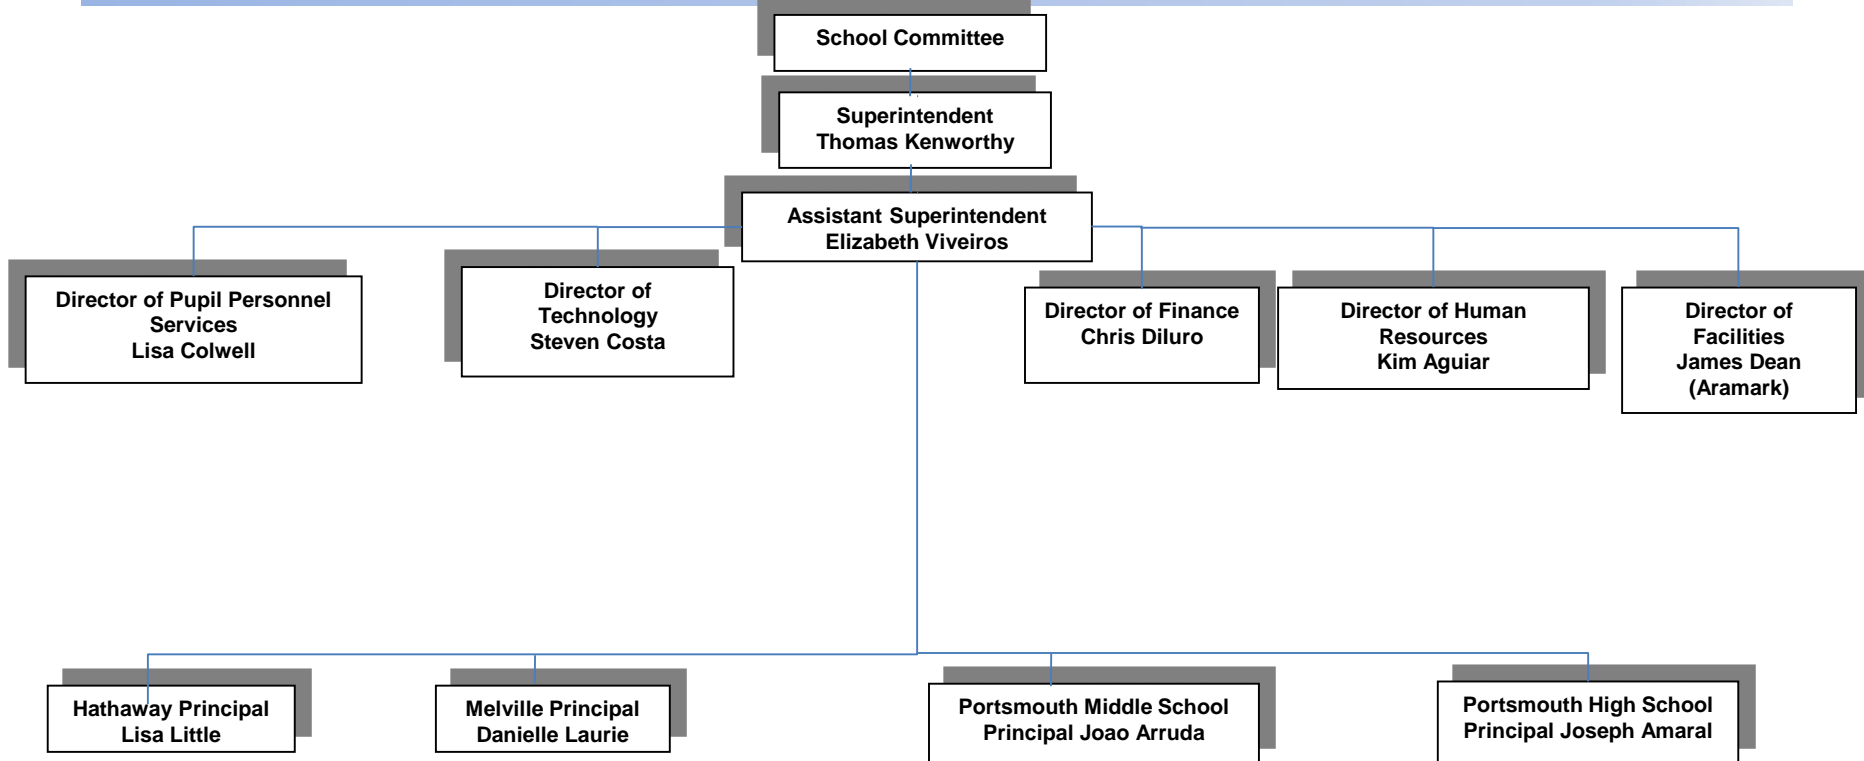 School Committee
Superintendent
Thomas Kenworthy
Assistant Superintendent
Elizabeth Viveiros
Director of Pupil Personnel
Services
Lisa Colwell
Director of
Technology
Steven Costa
Director of Finance
Chris DiIuro
Director of Human
Resources
Kim Aguiar
Director of
Facilities
James Dean
(Aramark)
Hathaway Principal
Lisa Little
Melville Principal
Danielle Laurie
Portsmouth Middle School
Principal Joao Arruda
Portsmouth High School
Principal Joseph Amaral